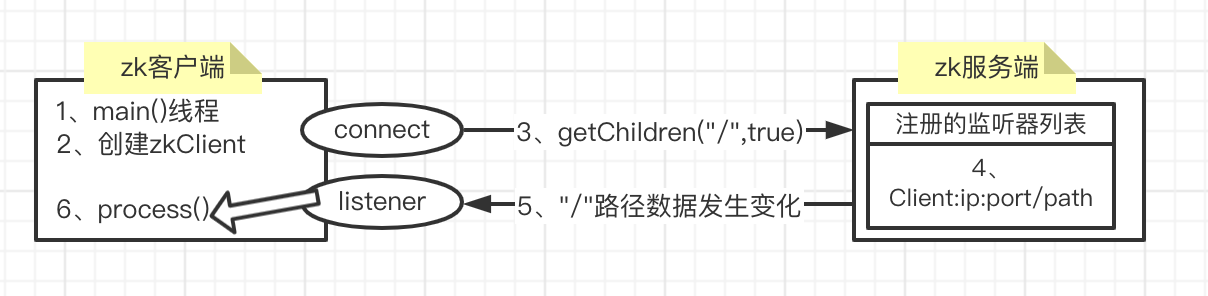 zk客户端
1、main()线程
2、创建zkClient
6、process()
connect
listener
3、getChildren("/",true)
5、"/"路径数据发生变化
zk服务端
注册的监听器列表
4、
Client:ip:port/path